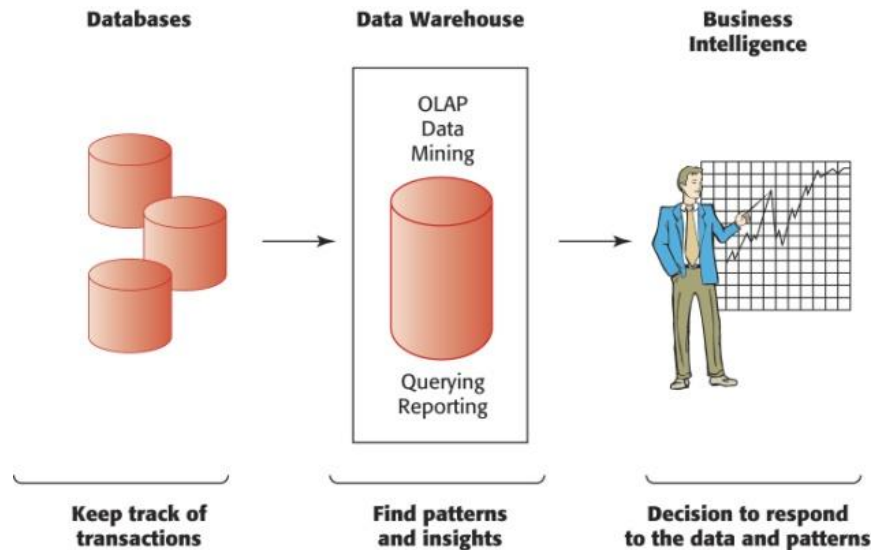 Databases
Data Warehouse
Business
Intelligence
OLAP
Data
Mining
Querying
Reporting
Keep track of
transactions
Find patterns
and insights
Decision to respond
to the data and patterns